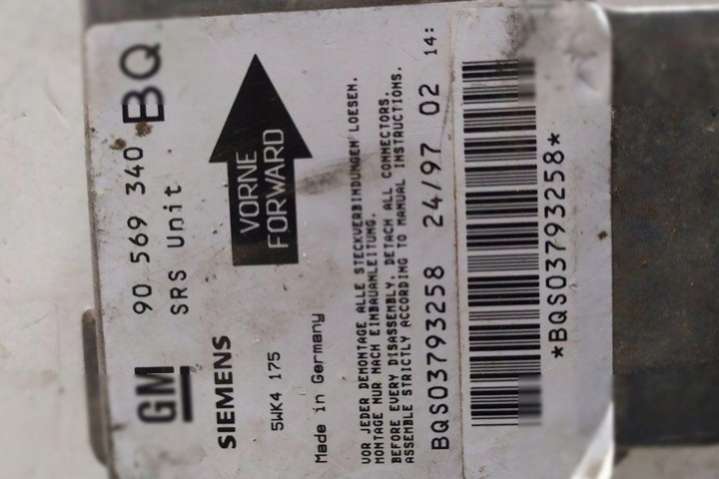 GM 90 569 340 BQ
SRS Unit
SIEMENS
VORNE
FORWARD
5WK4 175
Made in Germany
VOR JEDER DEMONTAGE ALLE STECKVERBINDUNGEN LOESEN.
MONTAGE NUR NACH EINBAUANLEITUNG.
BEFORE EVERY DISASSEMBLY, DETACH ALL CONNECTORS.
ASSEMBLE STRICTLY ACCORDING TO MANUAL INSTRUCTIONS.
BQS03793258 24/97 02 14:
*BQS03793258*